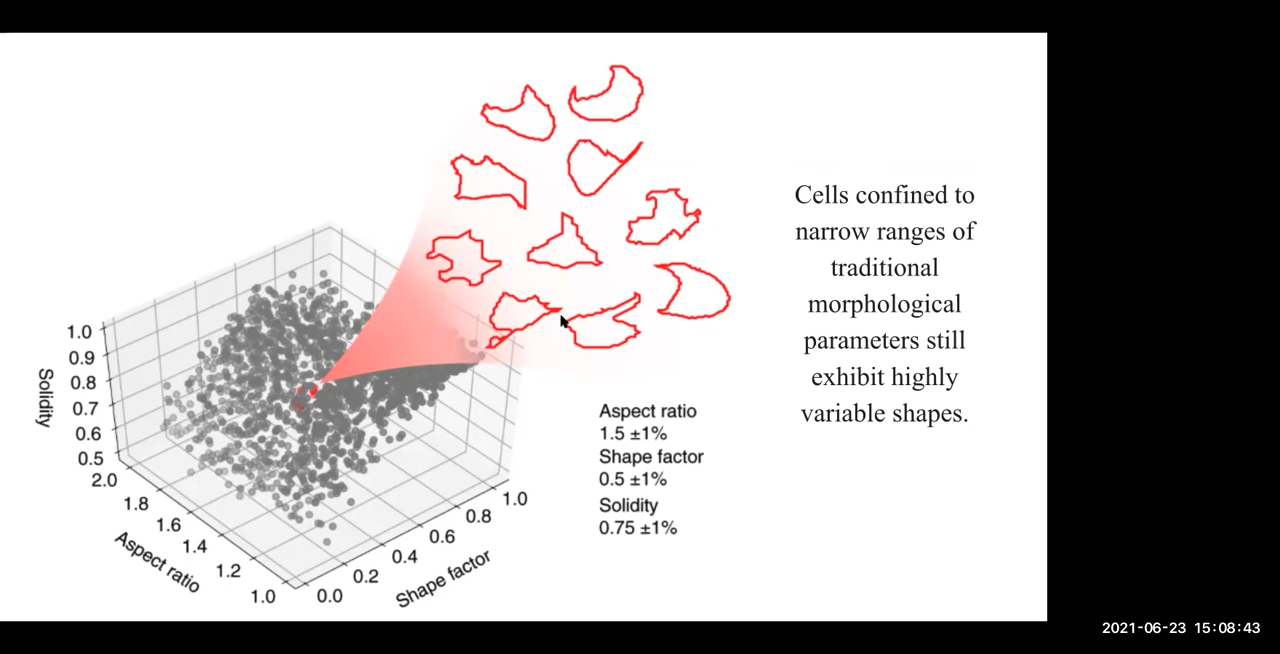 Cells confined to
narrow ranges of
traditional
morphological
parameters still
exhibit highly
variable shapes.
1.0
0.9
0.8
0.7
0.6
0.5
Solidity
2.0
1.8
1.6
1.4
1.2
1.0
Aspect ratio
0.0
0.2
0.4
0.6
0.8
1.0
Shape factor
Aspect ratio
1.5 ±1%
Shape factor
0.5 ±1%
Solidity
0.75 ±1%
2021-06-23 15:08:43